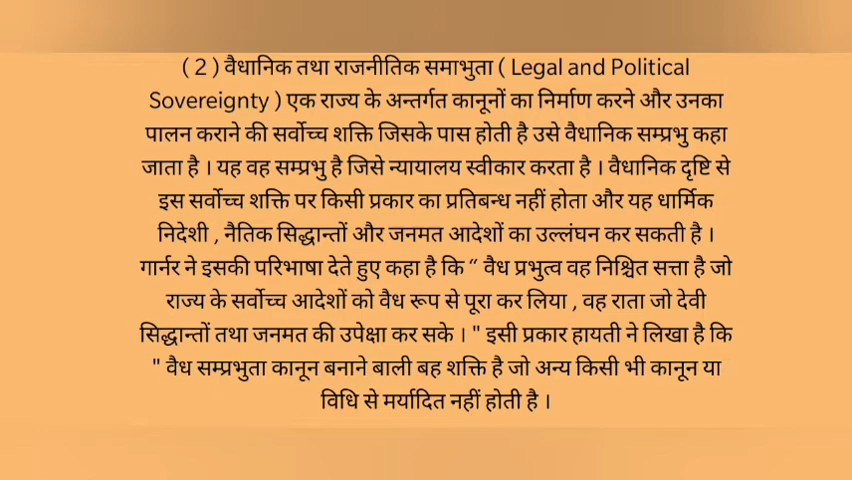 ( 2 ) वैधानिक तथा राजनीतिक समाभुता ( Legal and Political
Sovereignty ) एक राज्य के अन्तर्गत कानूनों का निर्माण करने और उनका
पालन कराने की सर्वोच्च शक्ति जिसके पास होती है उसे वैधानिक सम्प्रभु कहा
जाता है । यह वह सम्प्रभु है जिसे न्यायालय स्वीकार करता है । वैधानिक दृष्टि से
इस सर्वोच्च शक्ति पर किसी प्रकार का प्रतिबन्ध नहीं होता और यह धार्मिक
निदेशी , नैतिक सिद्धान्तों और जनमत आदेशों का उल्लंघन कर सकती है ।
गार्नर ने इसकी परिभाषा देते हुए कहा है कि “ वैध प्रभुत्व वह निश्चित सत्ता है जो
राज्य के सर्वोच्च आदेशों को वैध रूप से पूरा कर लिया , वह राता जो देवी
सिद्धान्तों तथा जनमत की उपेक्षा कर सके । " इसी प्रकार हायती ने लिखा है कि
" वैध सम्प्रभुता कानून बनाने बाली बह शक्ति है जो अन्य किसी भी कानून या
विधि से मर्यादित नहीं होती है ।